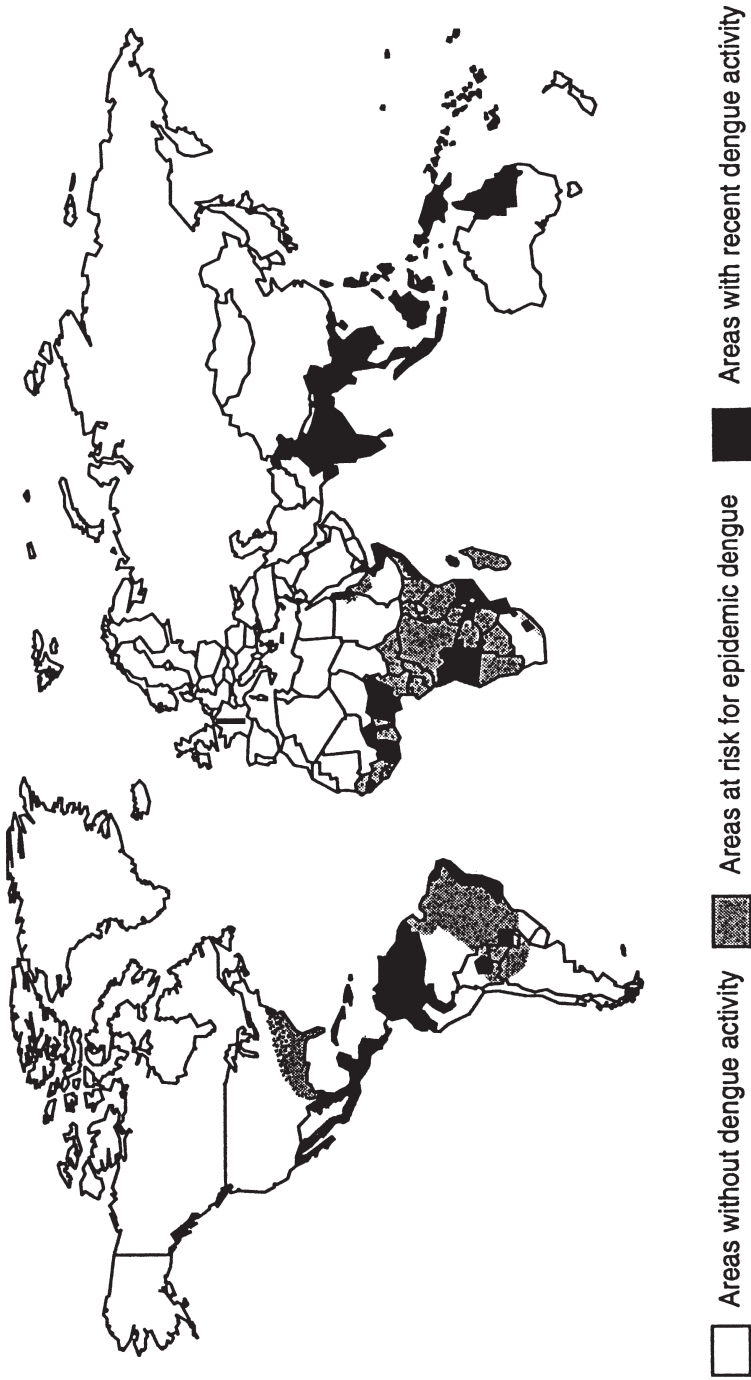 Areas without dengue activity
Areas at risk for epidemic dengue
Areas with recent dengue activity